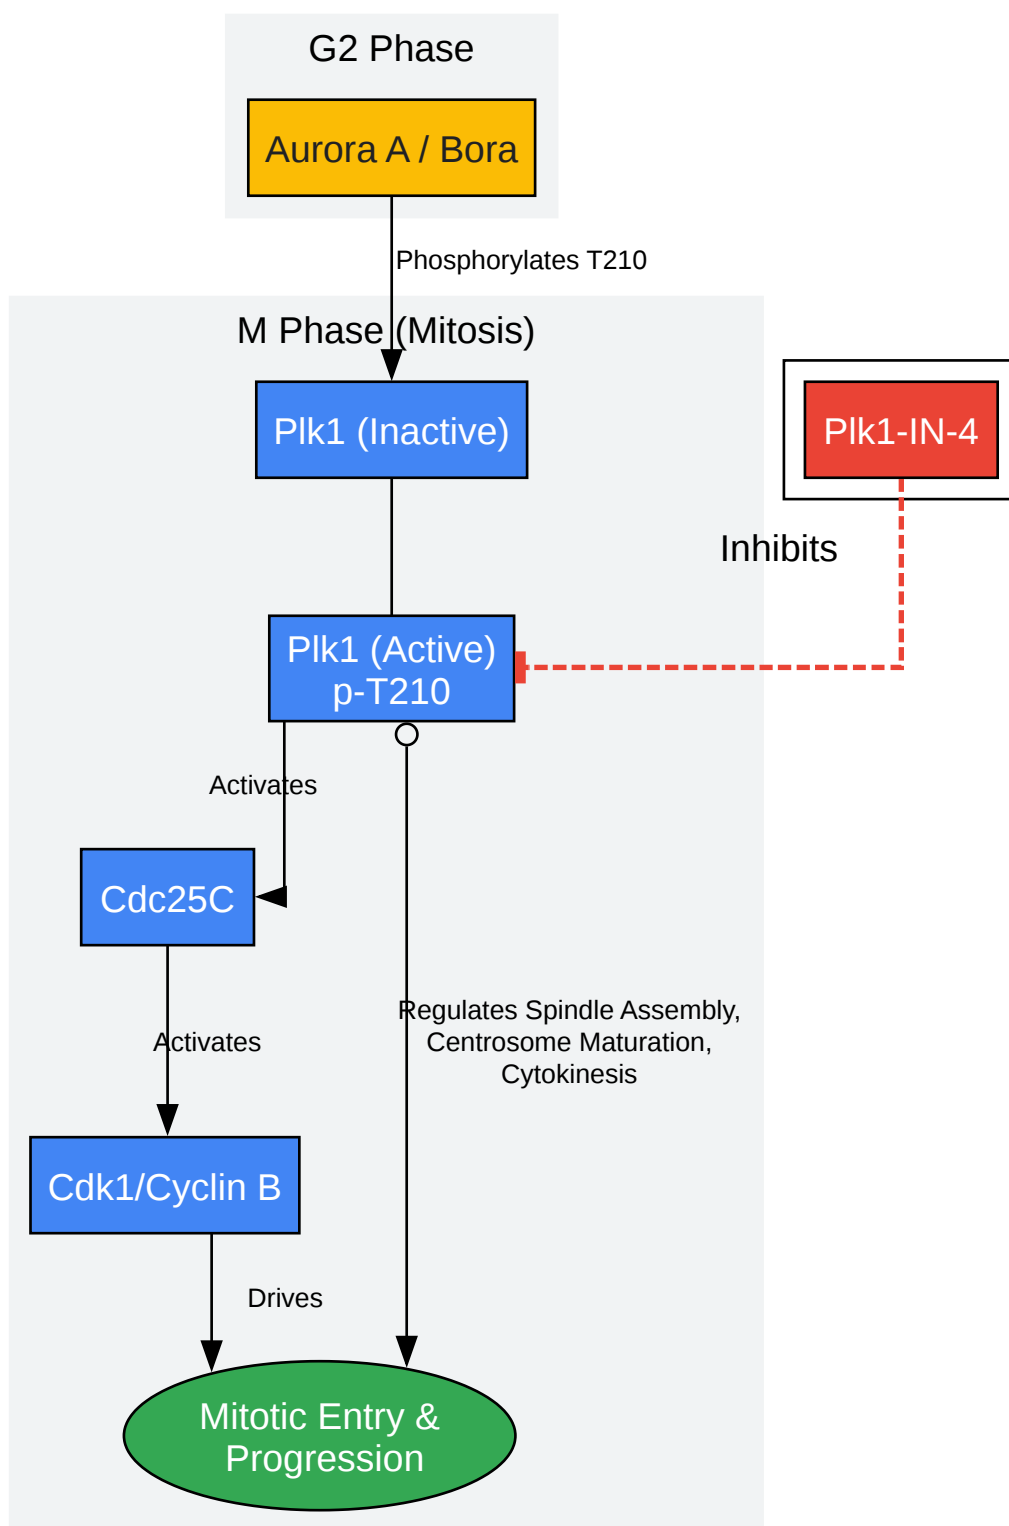 G2 Phase
Aurora A / Bora
Phosphorylates T210
M Phase (Mitosis)
Plk1 (Inactive)
Plk1-IN-4
Inhibits
Plk1 (Active)
p-T210
Activates
Cdc25C
Regulates Spindle Assembly,
Centrosome Maturation,
Cytokinesis
Activates
Cdk1/Cyclin B
Drives
Mitotic Entry &
Progression